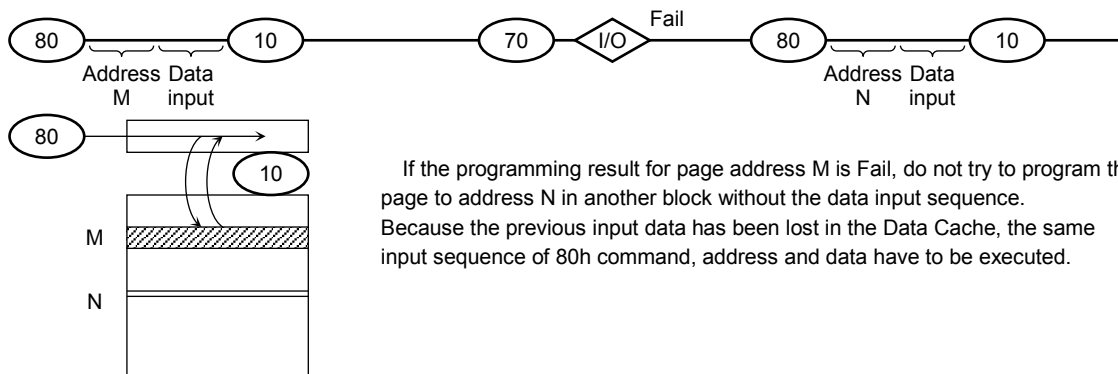 80 10 70 I/O Fail 80 10
Address Data Address Data
M input N input
80
10
If the programming result for page address M is Fail, do not try to program
page to address N in another block without the data input sequence.
M
Because the previous input data has been lost in the Data Cache, the same
input sequence of 80h command, address and data have to be executed.
N